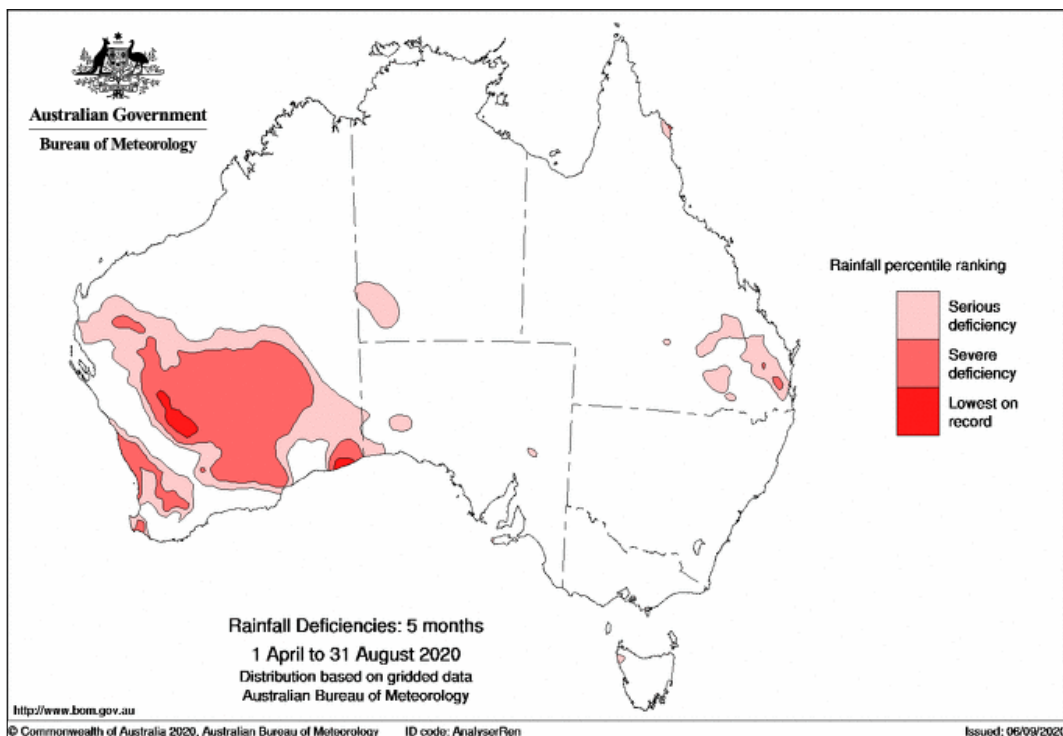 Australian Government
Bureau of Meteorology
Rainfall percentile ranking
Serious
deficiency
Severe
deficiency
Lowest on
record
Rainfall Deficiencies: 5 months
1 April to 31 August 2020
Distribution based on gridded data
Australian Bureau of Meteorology
http://www.bom.gov.au
© Commonwealth of Australia 2020, Australian Bureau of Meteorology ID code: AnalyserRen Issued: 06/09/2020